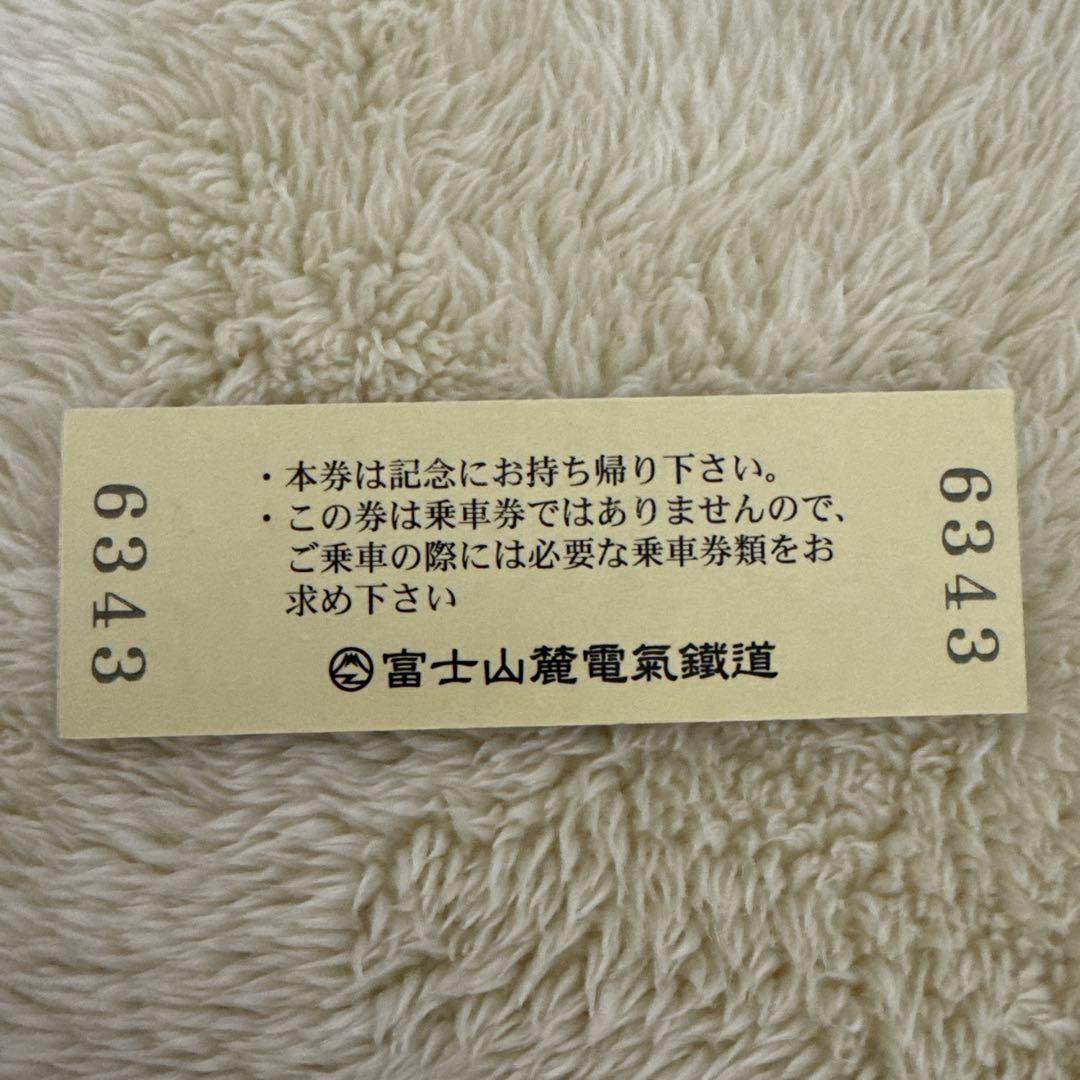 6343
・本券は記念にお持ち帰り下さい。
・この券は乗車券ではありませんので、
ご乗車の際には必要な乗車券類をお
求め下さい
富士山麓電氣鐵道
6343